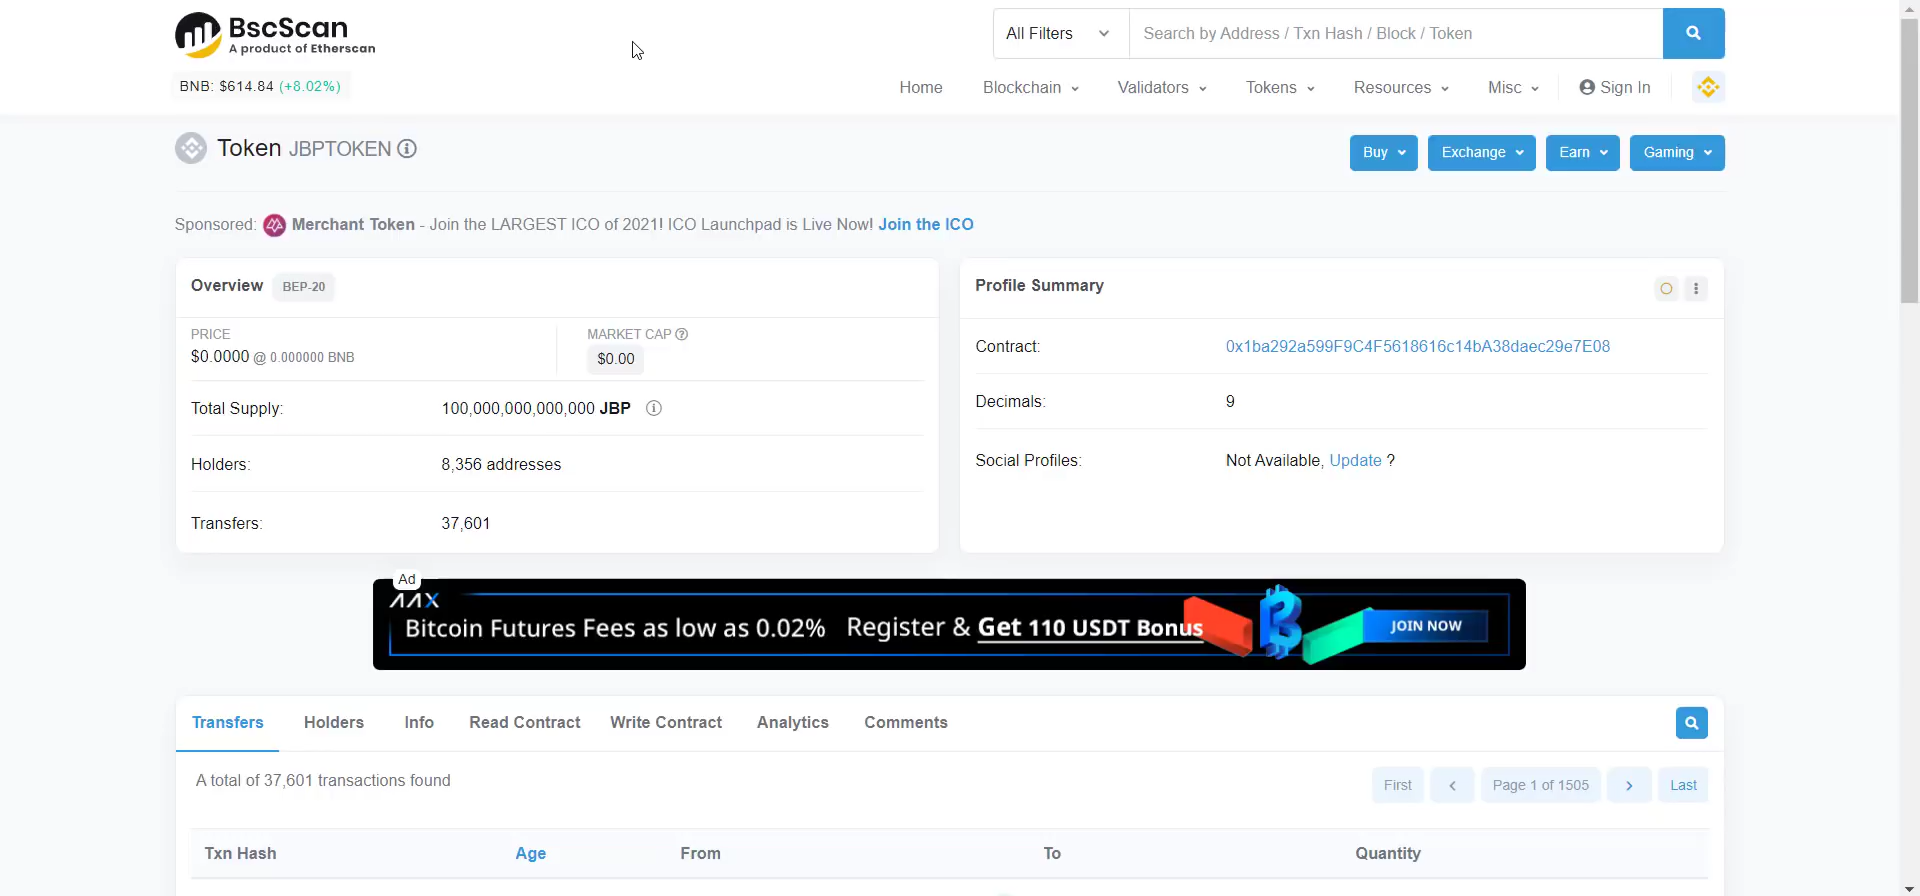 BscScan
A product of Etherscan
All Filters
Search by Address / Txn Hash / Block / Token
BNB: $614.84 (+8.02%)
Home
Blockchain
Validators
Tokens
Resources
Misc
Sign In
Token JBPTOKEN
Buy
Exchange
Earn
Gaming
Sponsored: Merchant Token - Join the LARGEST ICO of 2021! ICO Launchpad is Live Now! Join the ICO
Overview BEP-20
PRICE
$0.0000 @ 0.000000 BNB
MARKET CAP
$0.00
Total Supply: 100,000,000,000,000 JBP
Holders: 8,356 addresses
Transfers: 37,601
Profile Summary
Contract: 0x1ba292a599F9C4F5618616c14bA38daec29e7E08
Decimals: 9
Social Profiles: Not Available, Update ?
Ad
AAX
Bitcoin Futures Fees as low as 0.02% Register & Get 110 USDT Bonus
JOIN NOW
Transfers
Holders
Info
Read Contract
Write Contract
Analytics
Comments
A total of 37,601 transactions found
First
Page 1 of 1505
Last
Txn Hash
Age
From
To
Quantity